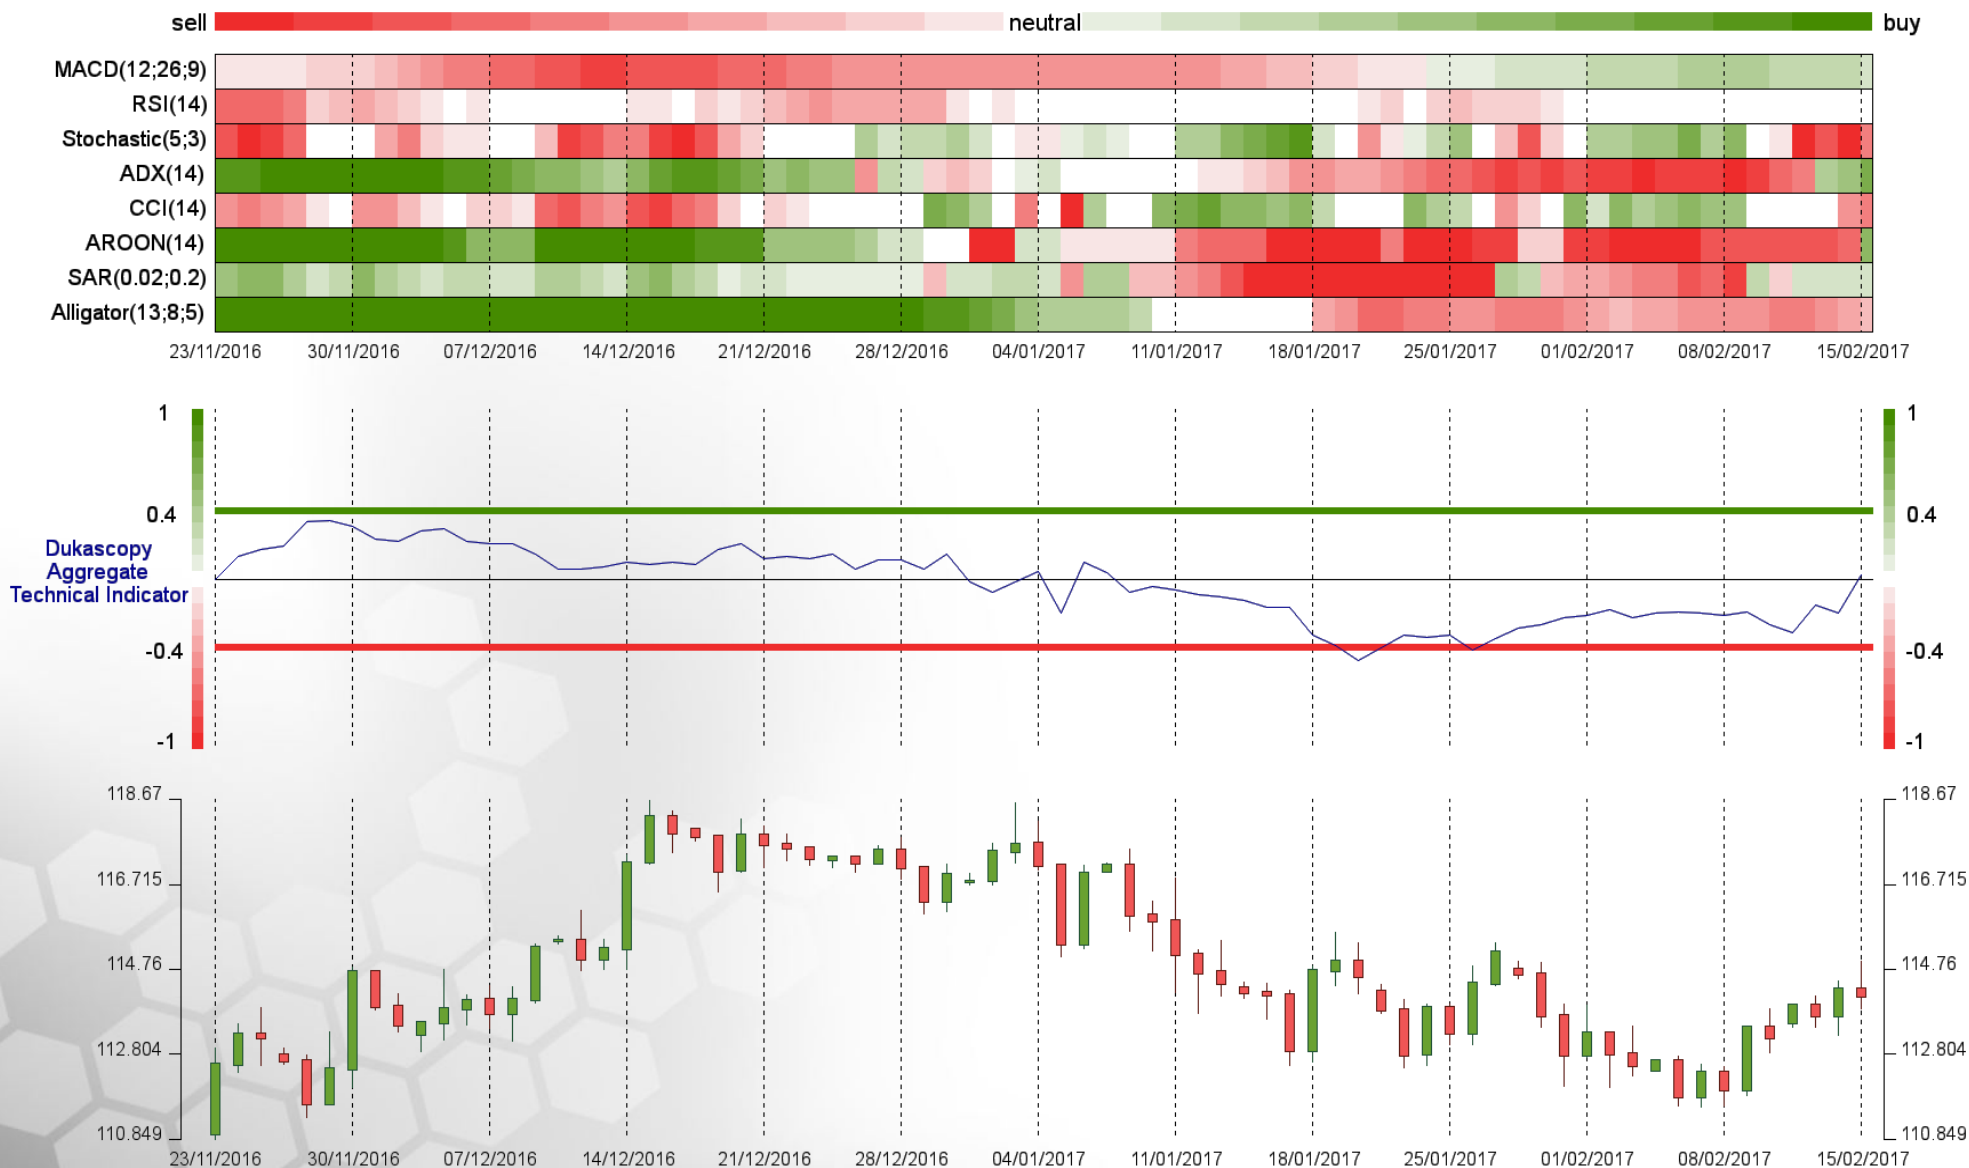 sell neutral buy
MACD(12;26;9)
RSI(14)
Stochastic(5;3)
ADX(14)
CCI(14)
AROON(14)
SAR(0.02;0.2)
Alligator(13;8;5)
23/11/2016 30/11/2016 07/12/2016 14/12/2016 21/12/2016 28/12/2016 04/01/2017 11/01/2017 18/01/2017 25/01/2017 01/02/2017 08/02/2017 15/02/2017
1 1
0.4 0.4
Dukascopy
Aggregate
Technical Indicator
-0.4 -0.4
-1 -1
118.67 118.67
116.715 116.715
114.76 114.76
112.804 112.804
110.849 110.849
23/11/2016 30/11/2016 07/12/2016 14/12/2016 21/12/2016 28/12/2016 04/01/2017 11/01/2017 18/01/2017 25/01/2017 01/02/2017 08/02/2017 15/02/2017